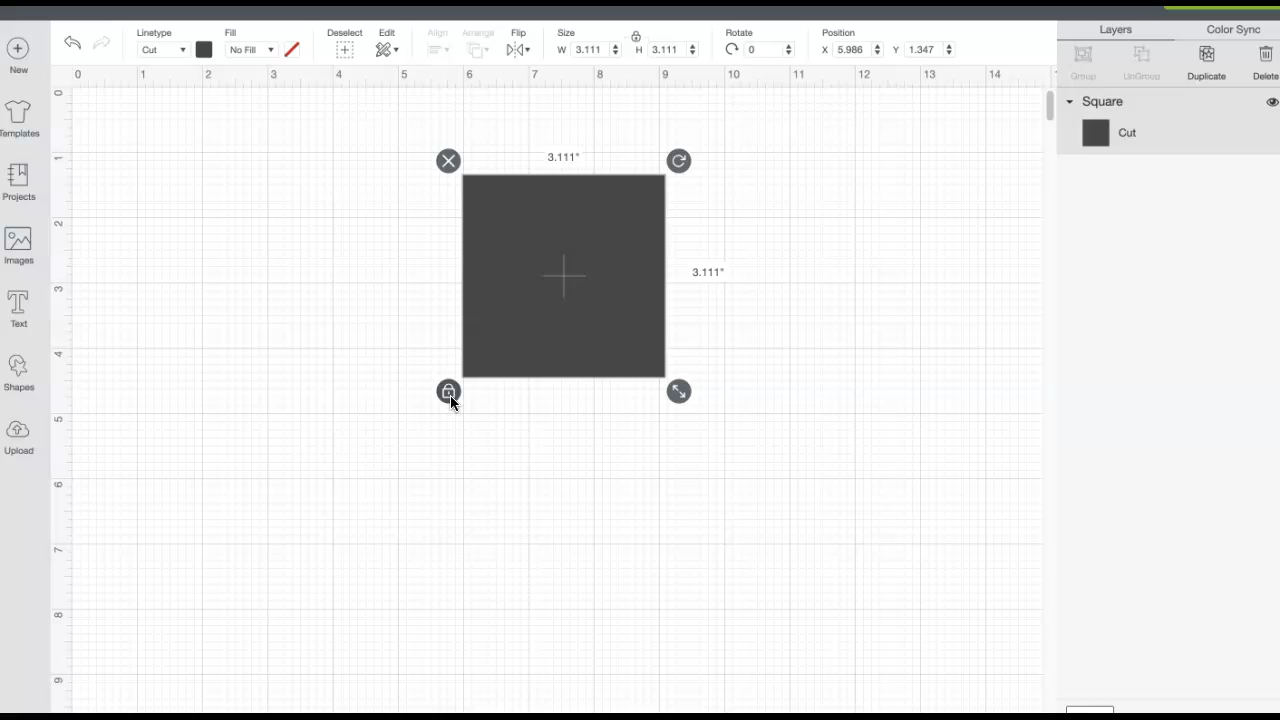 Linetype Fill Deselect Edit Align Arrange Flip Size Rotate Position
Cut No Fill W 3.111 H 3.111 0 X 5.986 Y 1.347
Layers Color Sync
Group UnGroup Duplicate Delete
Square
Cut
New
Templates
Projects
Images
Text
Shapes
Upload
0 1 2 3 4 5 6 7 8 9 10 11 12 13 14
0
1
2
3
4
5
6
7
8
9
3.111"
3.111"